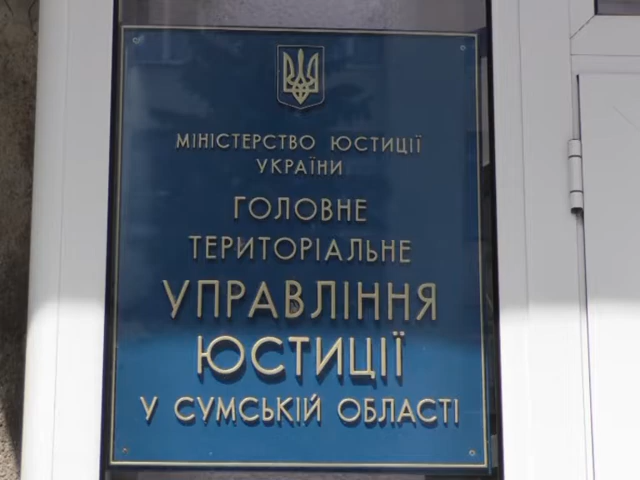 МІНІСТЕРСТВО ЮСТИЦІЇ
УКРАЇНИ
ГОЛОВНЕ
ТЕРИТОРІАЛЬНЕ
УПРАВЛІННЯ
ЮСТИЦІЇ
У СУМСЬКІЙ ОБЛАСТІ